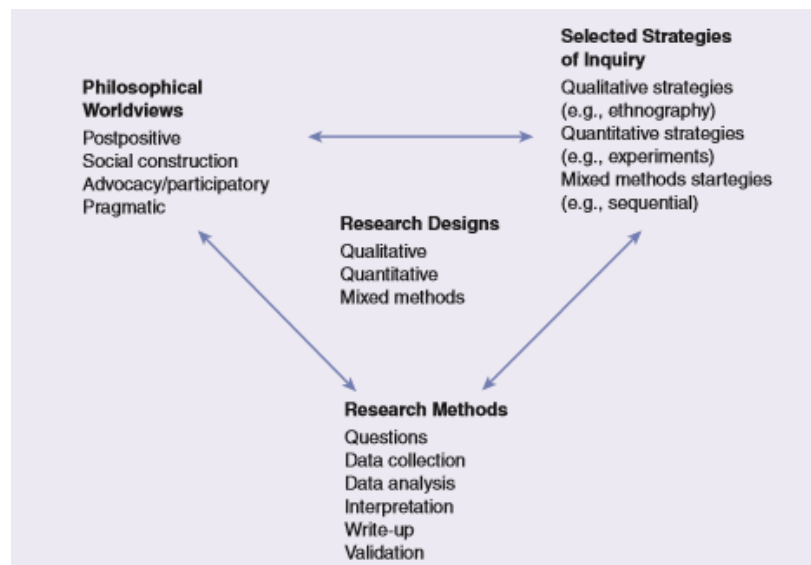 Philosophical
Worldviews
Postpositive
Social construction
Advocacy/participatory
Pragmatic
Selected Strategies
of Inquiry
Qualitative strategies
(e.g., ethnography)
Quantitative strategies
(e.g., experiments)
Mixed methods startegies
(e.g., sequential)
Research Designs
Qualitative
Quantitative
Mixed methods
Research Methods
Questions
Data collection
Data analysis
Interpretation
Write-up
Validation